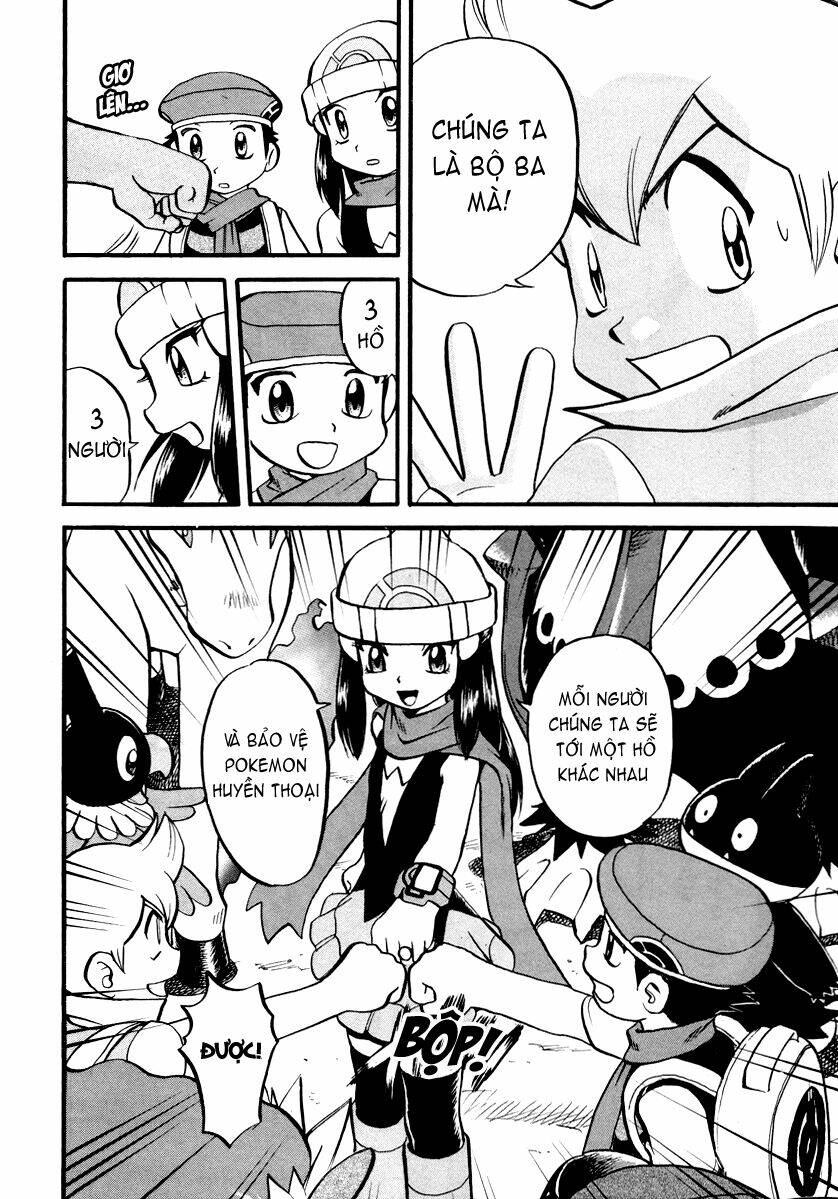 CHÚNG TA
LÀ BỘ BA
MÀ!
GIƠ
LÊN...
3
HỒ
3
NGƯỜI
MỖI NGƯỜI
CHÚNG TA SẼ
TỚI MỘT HỒ
KHÁC NHAU
VÀ BẢO VỆ
POKEMON
HUYỀN THOẠI
BỘP!
ĐƯỢC!